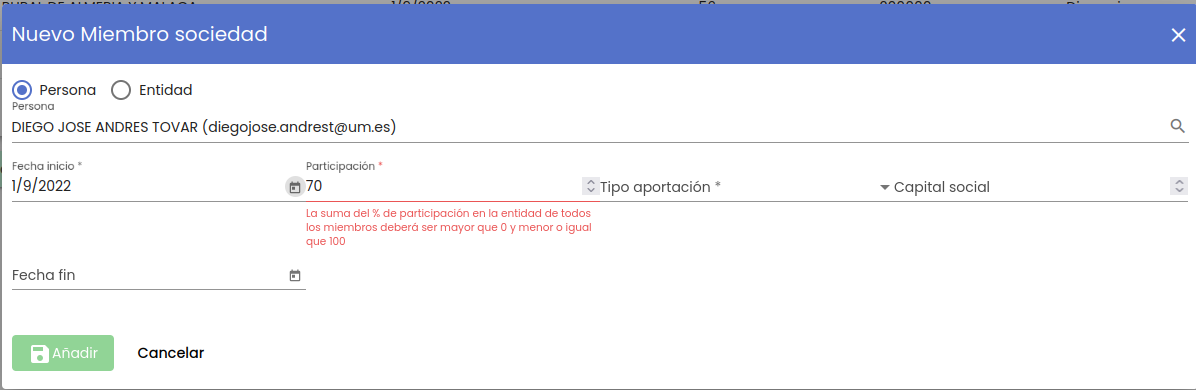 Nuevo Miembro sociedad
Persona
Entidad
Persona
DIEGO JOSE ANDRES TOVAR (diegojose.andrest@um.es)
Fecha inicio *
Participación *
1/9/2022
70
Tipo aportación *
Capital social
La suma del % de participación en la entidad de todos
los miembros deberá ser mayor que 0 y menor o igual
que 100
Fecha fin
Añadir
Cancelar